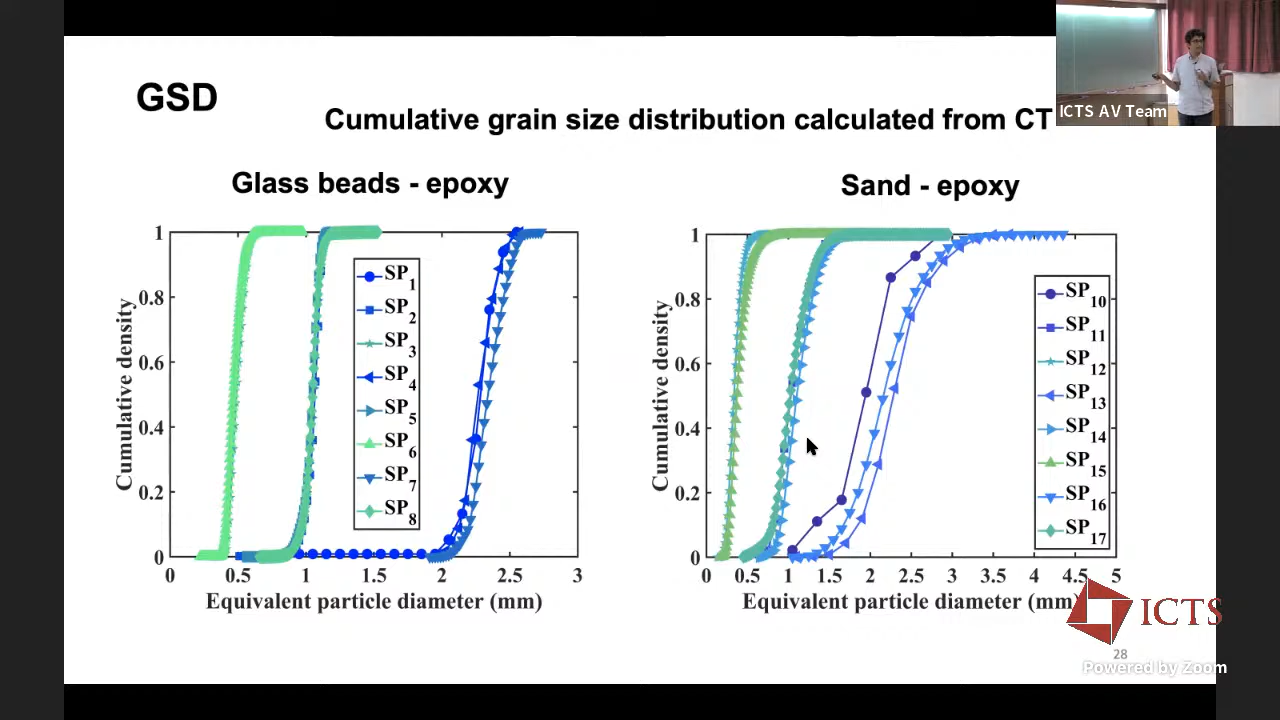 GSD
Cumulative grain size distribution calculated from CT
ICTS AV Team
Glass beads - epoxy
Sand - epoxy
Cumulative density
1
0.8
0.6
0.4
0.2
0
0 0.5 1 1.5 2 2.5 3
Equivalent particle diameter (mm)
SP1
SP2
SP3
SP4
SP5
SP6
SP7
SP8
Cumulative density
1
0.8
0.6
0.4
0.2
0
0 0.5 1 1.5 2 2.5 3 3.5 4 4.5 5
Equivalent particle diameter (mm)
SP10
SP11
SP12
SP13
SP14
SP15
SP16
SP17
ICTS
28
Powered by Zoom